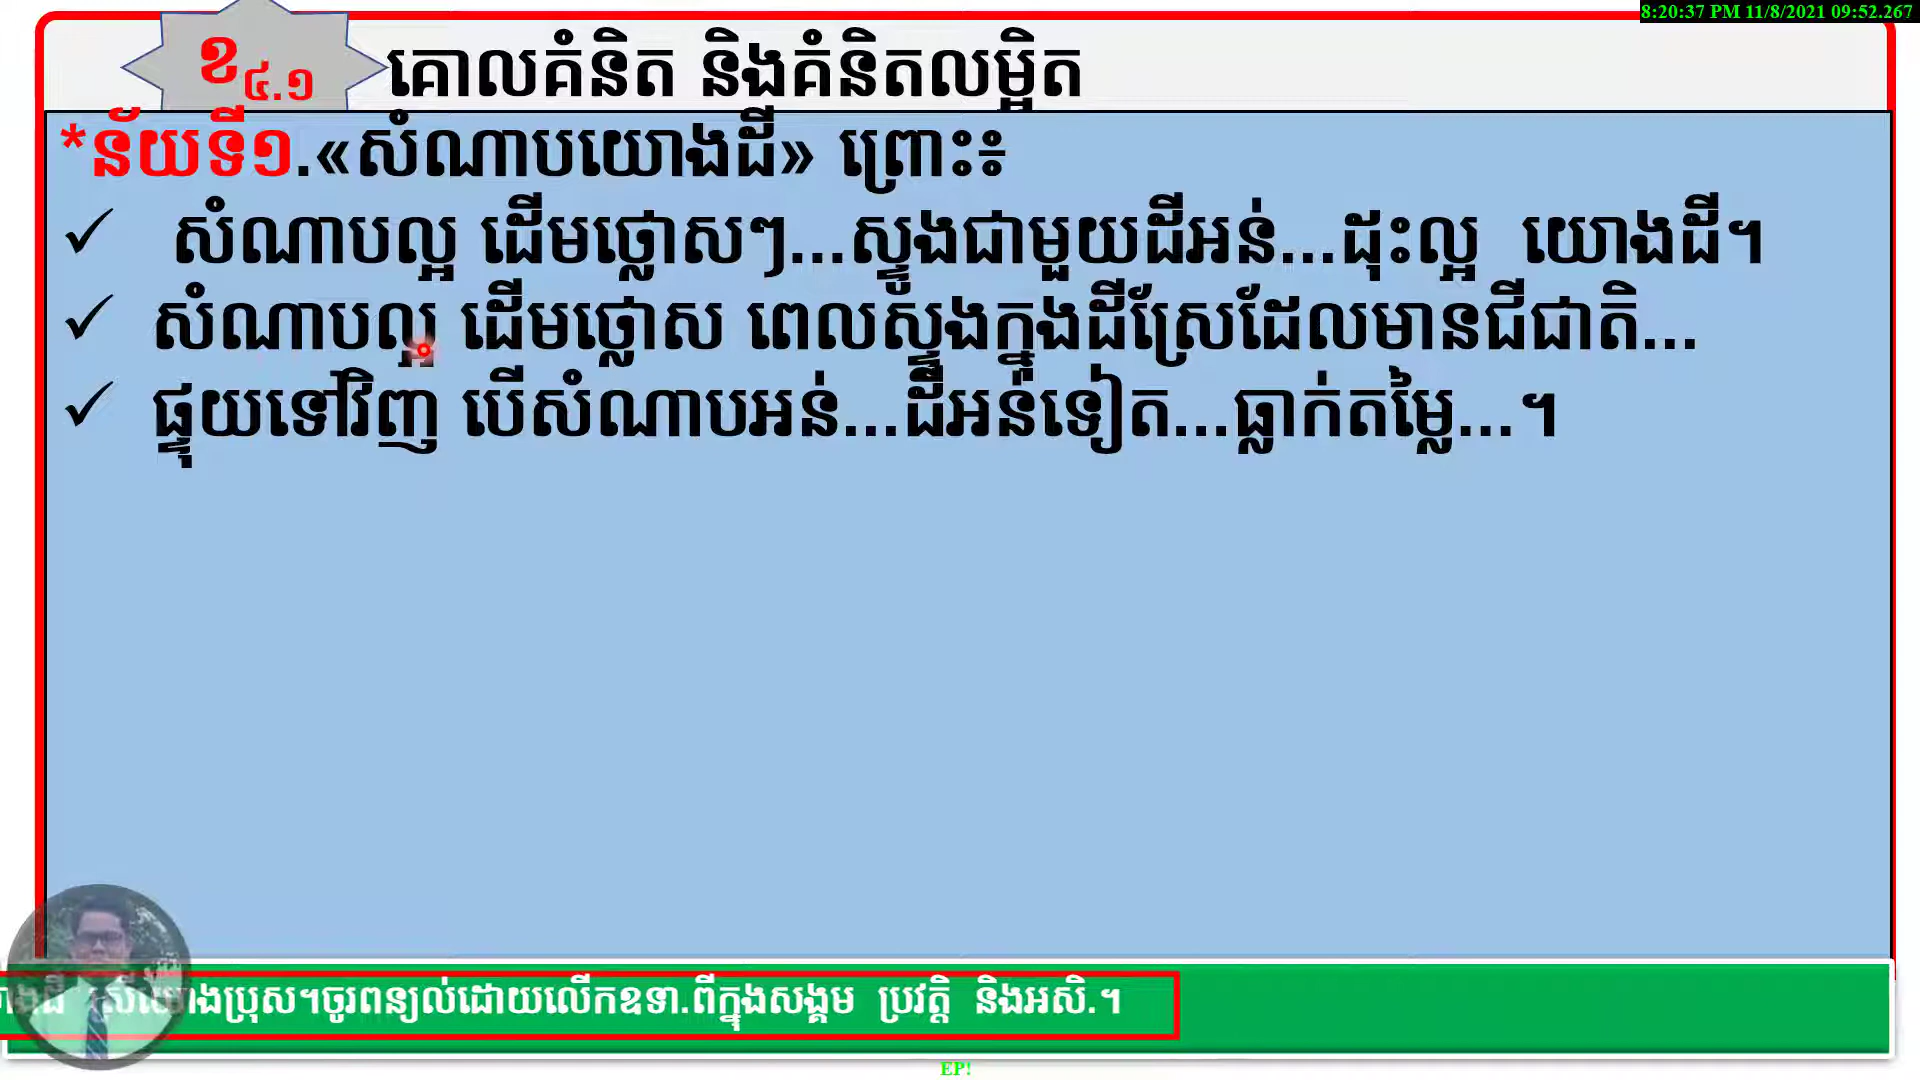 8:20:37 PM 11/8/2021 09:52.267
ខ៤.១ គោលគំនិត និងគំនិតលម្អិត
*ន័យទី១.«សំណាបយោងដី» ព្រោះ៖
✓ សំណាបល្អ ដើមថ្លោសៗ...ស្ទូងជាមួយដីអន់...ដុះល្អ យោងដី។
✓ សំណាបល្អ ដើមថ្លោស ពេលស្ទូងក្នុងដីស្រែដែលមានជីជាតិ...
✓ ផ្ទុយទៅវិញ បើសំណាបអន់...ដីអន់ទៀត...ធ្លាក់តម្លៃ...។
ប្រុស។ចូរពន្យល់ដោយលើកឧទា.ពីក្នុងសង្គម ប្រវត្តិ និងអសិ.។
EP!